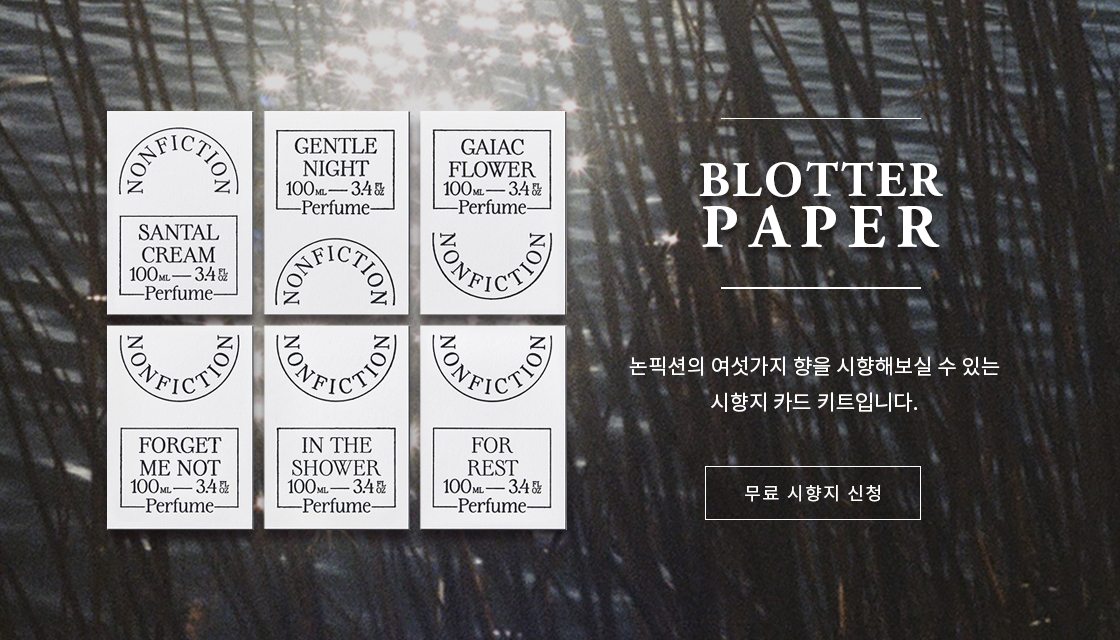 NONFICTION
SANTAL
CREAM
100ML — 3.4 FL OZ
Perfume
GENTLE
NIGHT
100ML — 3.4 FL OZ
Perfume
NONFICTION
GAIAC
FLOWER
100ML — 3.4 FL OZ
Perfume
NONFICTION
NONFICTION
FORGET
ME NOT
100ML — 3.4 FL OZ
Perfume
NONFICTION
IN THE
SHOWER
100ML — 3.4 FL OZ
Perfume
NONFICTION
FOR
REST
100ML — 3.4 FL OZ
Perfume
BLOTTER
PAPER
논픽션의 여섯가지 향을 시향해보실 수 있는
시향지 카드 키트입니다.
무료 시향지 신청